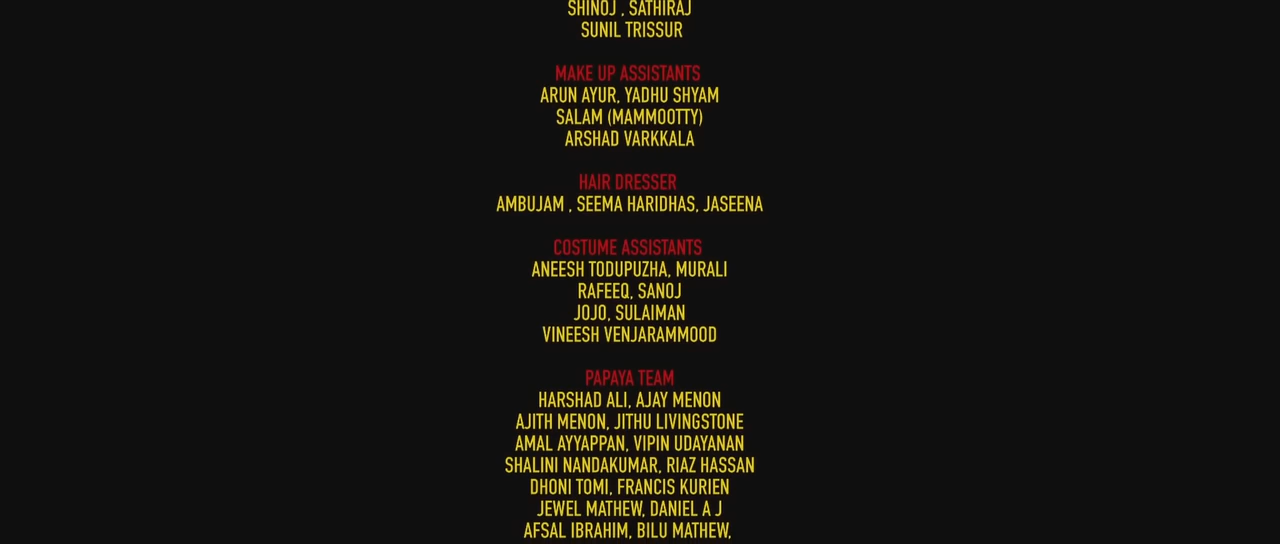 SHINOJ , SATHIRAJ
SUNIL TRISSUR
MAKE UP ASSISTANTS
ARUN AYUR, YADHU SHYAM
SALAM (MAMMOOTTY)
ARSHAD VARKKALA
HAIR DRESSER
AMBUJAM , SEEMA HARIDHAS, JASEENA
COSTUME ASSISTANTS
ANEESH TODUPUZHA, MURALI
RAFEEQ, SANOJ
JOJO, SULAIMAN
VINEESH VENJARAMMOOD
PAPAYA TEAM
HARSHAD ALI, AJAY MENON
AJITH MENON, JITHU LIVINGSTONE
AMAL AYYAPPAN, VIPIN UDAYANAN
SHALINI NANDAKUMAR, RIAZ HASSAN
DHONI TOMI, FRANCIS KURIEN
JEWEL MATHEW, DANIEL A J
AFSAL IBRAHIM, BILU MATHEW,